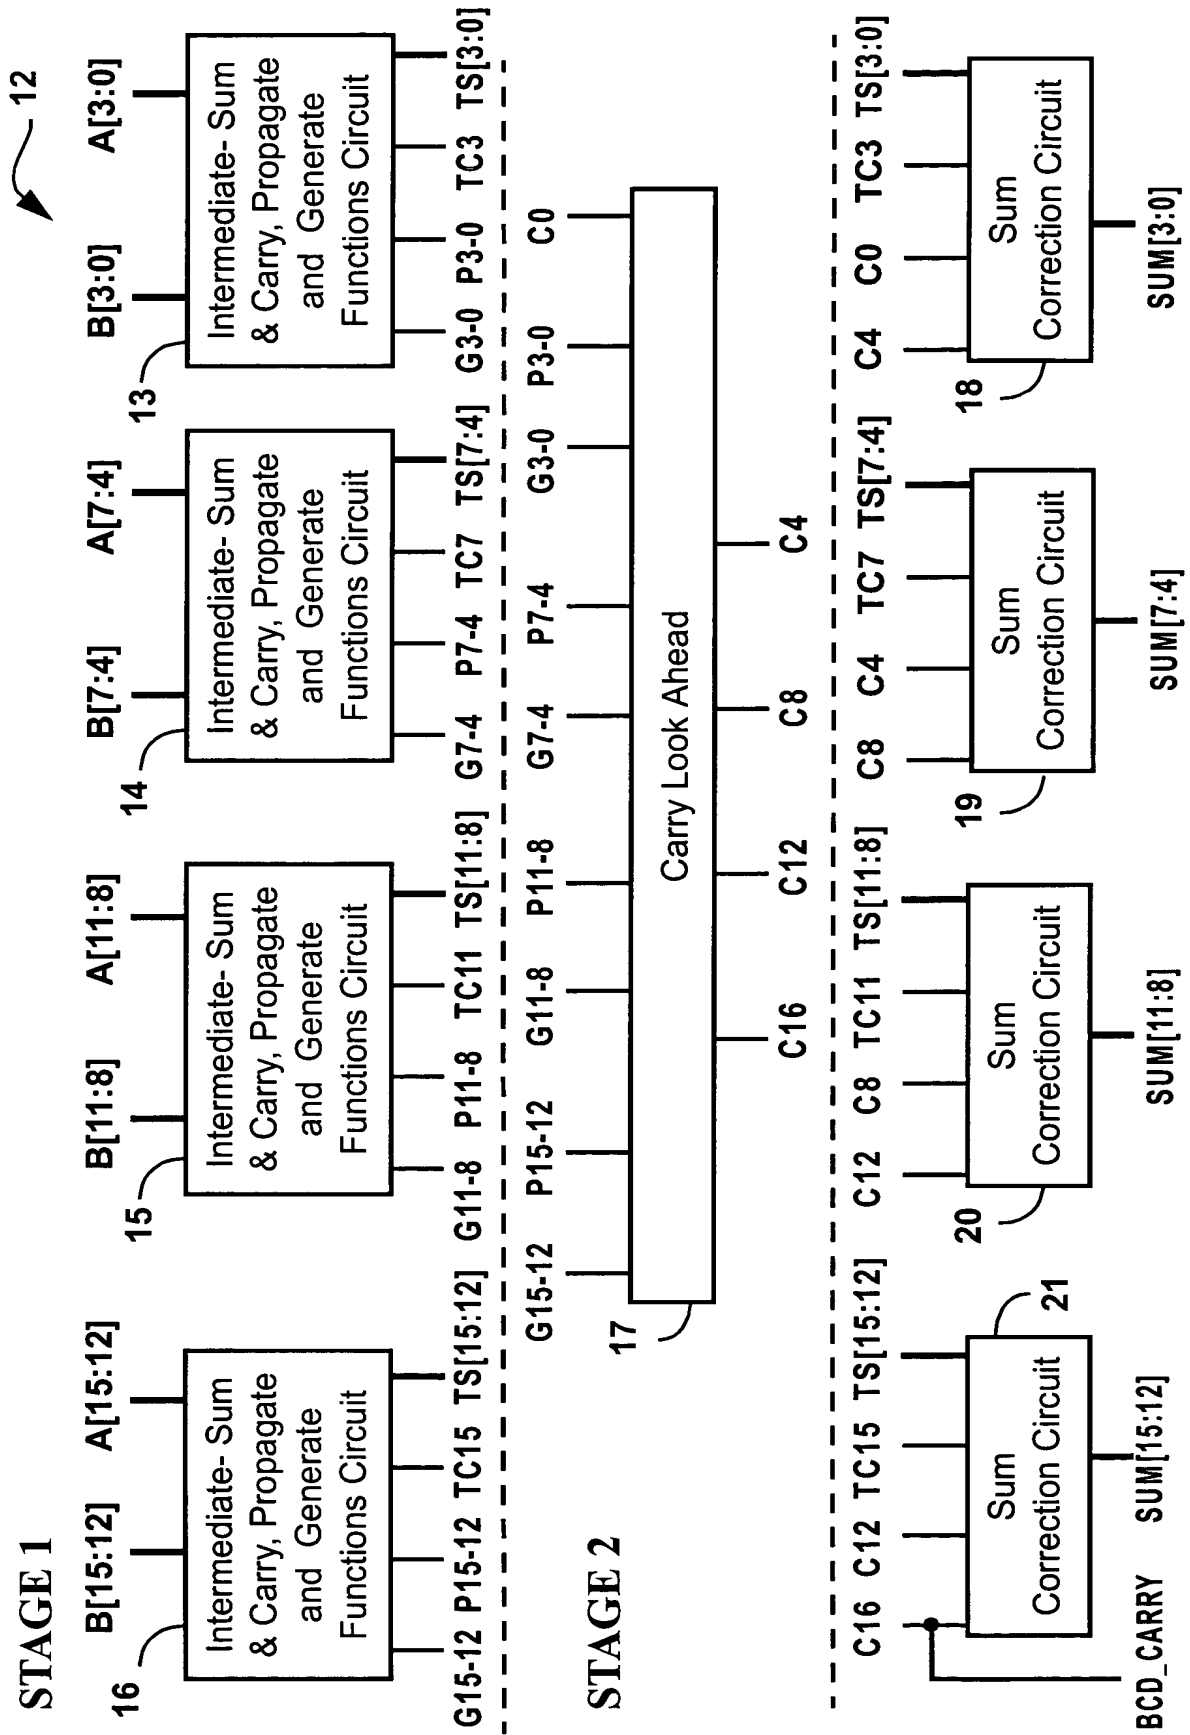 STAGE 1
12
B[15:12] A[15:12] B[11:8] A[11:8] B[7:4] A[7:4] B[3:0] A[3:0]
16
Intermediate- Sum
& Carry, Propagate
and Generate
Functions Circuit
15
Intermediate- Sum
& Carry, Propagate
and Generate
Functions Circuit
14
Intermediate- Sum
& Carry, Propagate
and Generate
Functions Circuit
13
Intermediate- Sum
& Carry, Propagate
and Generate
Functions Circuit
G15-12 P15-12 TC15 TS[15:12] G11-8 P11-8 TC11 TS[11:8] G7-4 P7-4 TC7 TS[7:4] G3-0 P3-0 TC3 TS[3:0]
STAGE 2
G15-12 P15-12 G11-8 P11-8 G7-4 P7-4 G3-0 P3-0 C0
17
Carry Look Ahead
C16 C12 C8 C4
C16 C12 TC15 TS[15:12] C12 C8 TC11 TS[11:8] C8 C4 TC7 TS[7:4] C4 C0 TC3 TS[3:0]
21
Sum
Correction Circuit
20
Sum
Correction Circuit
19
Sum
Correction Circuit
18
Sum
Correction Circuit
BCD_CARRY SUM[15:12] SUM[11:8] SUM[7:4] SUM[3:0]